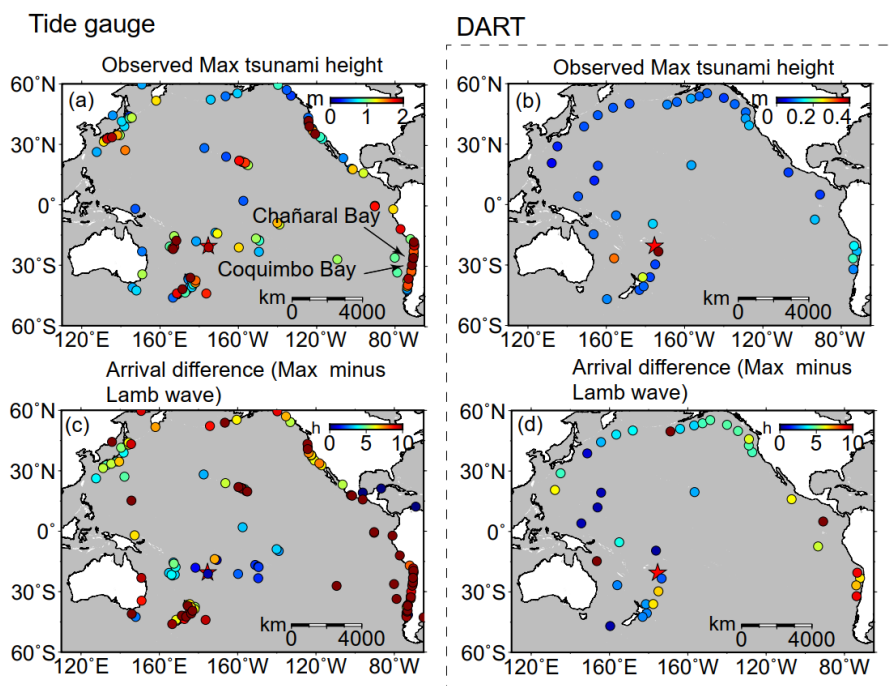 Tide gauge
DART
Observed Max tsunami height
Observed Max tsunami height
60°N
30°N
0°
30°S
60°S
(a)
m
0 1 2
Chañaral Bay
Coquimbo Bay
km
0 4000
120°E 160°E 160°W 120°W 80°W
60°N
30°N
0°
30°S
60°S
(b)
m
0.0 0.2 0.4
km
0 4000
120°E 160°E 160°W 120°W 80°W
Arrival difference (Max minus
Lamb wave)
Arrival difference (Max minus
Lamb wave)
60°N
30°N
0°
30°S
60°S
(c)
h
0 5 10
km
0 4000
120°E 160°E 160°W 120°W 80°W
60°N
30°N
0°
30°S
60°S
(d)
h
0 5 10
km
0 4000
120°E 160°E 160°W 120°W 80°W